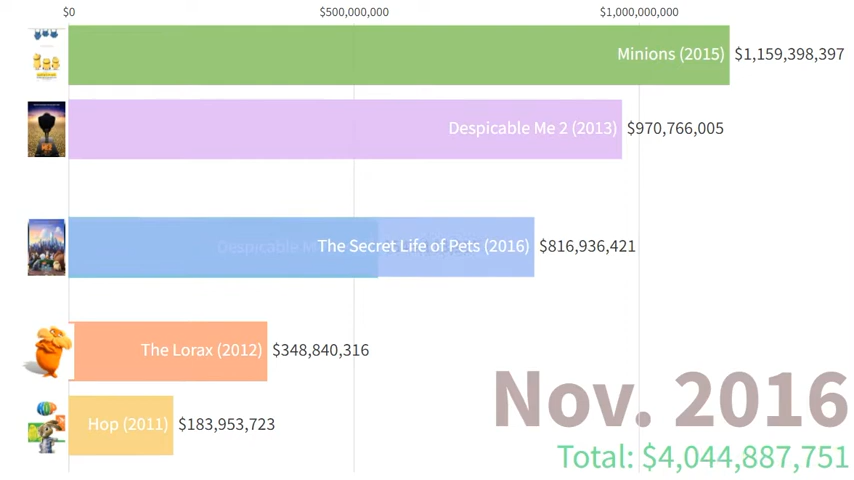 $0 $500,000,000 $1,000,000,000
Minions (2015) $1,159,398,397
Despicable Me 2 (2013) $970,766,005
Despicable M
The Secret Life of Pets (2016) $816,936,421
The Lorax (2012) $348,840,316
Hop (2011) $183,953,723
Nov. 2016
Total: $4,044,887,751